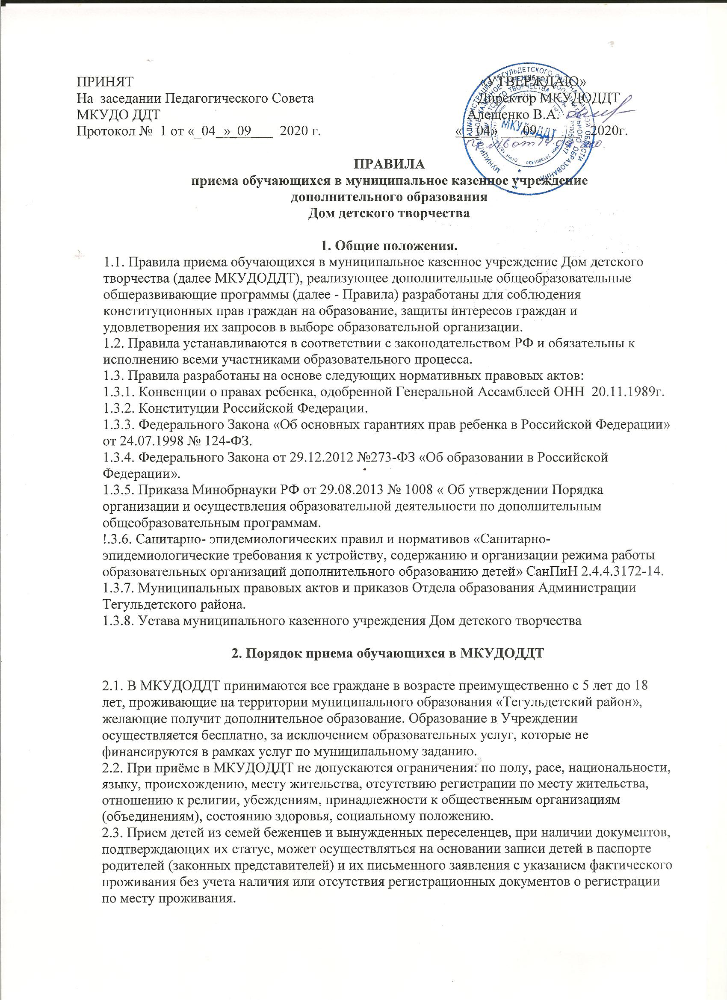 ПРИНЯТ «УТВЕРЖДАЮ»
На заседании Педагогического Совета Директор МКУДОДДТ
МКУДО ДДТ Алещенко В.А.
Протокол № 1 от «_04_»_09___ 2020 г. «__04» ___09______ 2020г.
МКУДОДДТ
ПРАВИЛА
приема обучающихся в муниципальное казенное учреждение
дополнительного образования
Дом детского творчества
1. Общие положения.
1.1. Правила приема обучающихся в муниципальное казенное учреждение Дом детского
творчества (далее МКУДОДДТ), реализующее дополнительные общеобразовательные
общеразвивающие программы (далее - Правила) разработаны для соблюдения
конституционных прав граждан на образование, защиты интересов граждан и
удовлетворения их запросов в выборе образовательной организации.
1.2. Правила устанавливаются в соответствии с законодательством РФ и обязательны к
исполнению всеми участниками образовательного процесса.
1.3. Правила разработаны на основе следующих нормативных правовых актов:
1.3.1. Конвенции о правах ребенка, одобренной Генеральной Ассамблеей ОНН 20.11.1989г.
1.3.2. Конституции Российской Федерации.
1.3.3. Федерального Закона «Об основных гарантиях прав ребенка в Российской Федерации»
от 24.07.1998 № 124-ФЗ.
1.3.4. Федерального Закона от 29.12.2012 №273-ФЗ «Об образовании в Российской
Федерации».
1.3.5. Приказа Минобрнауки РФ от 29.08.2013 № 1008 « Об утверждении Порядка
организации и осуществления образовательной деятельности по дополнительным
общеобразовательным программам.
!.3.6. Санитарно- эпидемиологических правил и нормативов «Санитарно-
эпидемиологические требования к устройству, содержанию и организации режима работы
образовательных организаций дополнительного образованию детей» СанПиН 2.4.4.3172-14.
1.3.7. Муниципальных правовых актов и приказов Отдела образования Администрации
Тегульдетского района.
1.3.8. Устава муниципального казенного учреждения Дом детского творчества
2. Порядок приема обучающихся в МКУДОДДТ
2.1. В МКУДОДДТ принимаются все граждане в возрасте преимущественно с 5 лет до 18
лет, проживающие на территории муниципального образования «Тегульдетский район»,
желающие получит дополнительное образование. Образование в Учреждении
осуществляется бесплатно, за исключением образовательных услуг, которые не
финансируются в рамках услуг по муниципальному заданию.
2.2. При приёме в МКУДОДДТ не допускаются ограничения: по полу, расе, национальности,
языку, происхождению, месту жительства, отсутствию регистрации по месту жительства,
отношению к религии, убеждениям, принадлежности к общественным организациям
(объединениям), состоянию здоровья, социальному положению.
2.3. Прием детей из семей беженцев и вынужденных переселенцев, при наличии документов,
подтверждающих их статус, может осуществляться на основании записи детей в паспорте
родителей (законных представителей) и их письменного заявления с указанием фактического
проживания без учета наличия или отсутствия регистрационных документов о регистрации
по месту проживания.